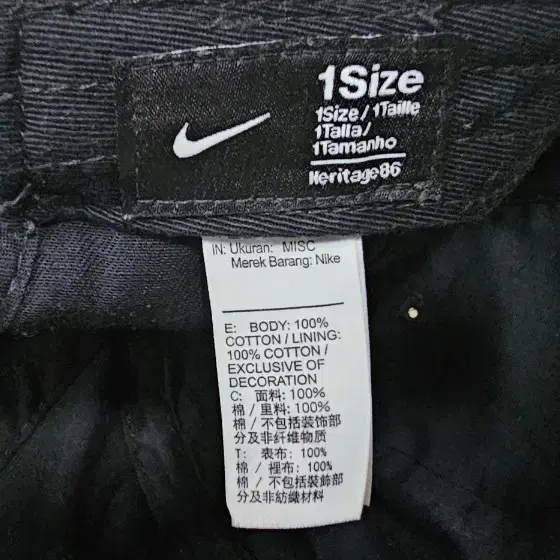 1Size
1Size / 1Taille
1Talla/
1Tamanho
Heritage86
IN: Ukuran: MISC
Merek Barang: Nike
E: BODY: 100%
COTTON / LINING:
100% COTTON /
EXCLUSIVE OF
DECORATION
C: 面料: 100%
棉 / 里料: 100%
棉 / 不包括装饰部
分及非纤维物质
T: 表布: 100%
棉 / 裡布: 100%
棉 / 不包括裝飾部
分及非紡織材料